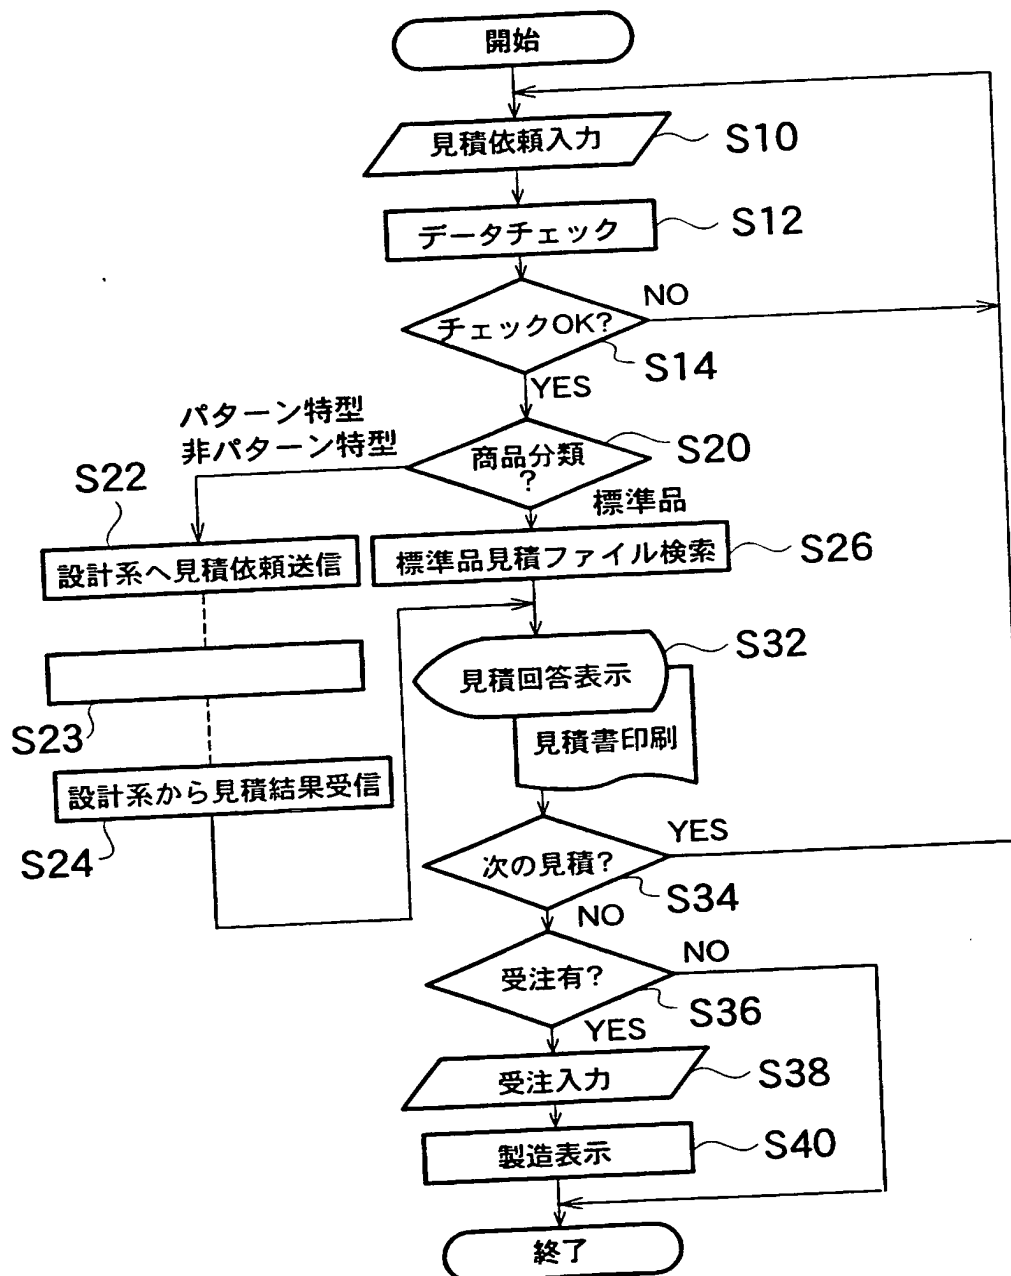 開始
見積依頼入力
S10
データチェック
S12
チェックOK?
NO
S14
YES
パターン特型
非パターン特型
商品分類
?
S20
標準品
S22
設計系へ見積依頼送信
標準品見積ファイル検索
S26
見積回答表示
S32
S23
見積書印刷
設計系から見積結果受信
S24
次の見積?
YES
S34
NO
受注有?
NO
S36
YES
受注入力
S38
製造表示
S40
終了